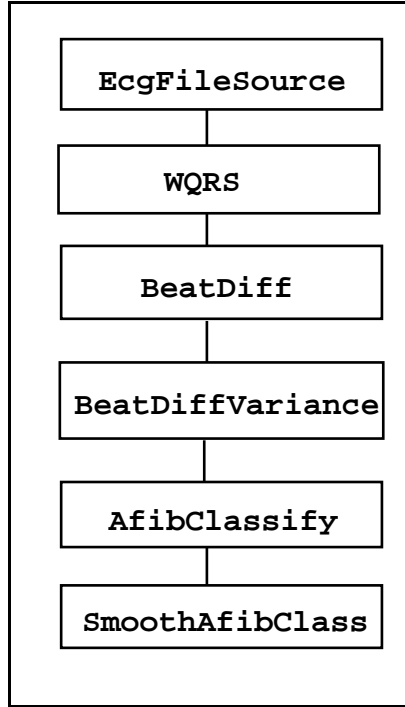 EcgFileSource
WQRS
BeatDiff
BeatDiffVariance
AfibClassify
SmoothAfibClass